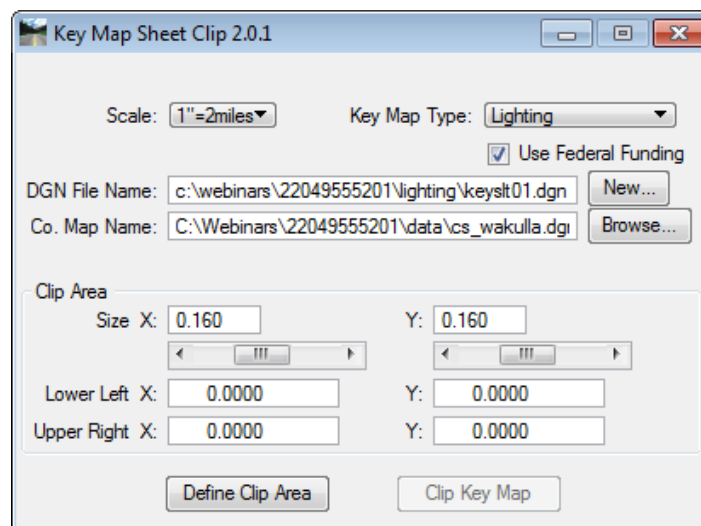 Key Map Sheet Clip 2.0.1
Scale: 1"=2miles Key Map Type: Lighting
Use Federal Funding
DGN File Name: c:\webinars\22049555201\lighting\keyslt01.dgn New...
Co. Map Name: C:\Webinars\22049555201\data\cs_wakulla.dgn Browse...
Clip Area
Size X: 0.160 Y: 0.160
Lower Left X: 0.0000 Y: 0.0000
Upper Right X: 0.0000 Y: 0.0000
Define Clip Area Clip Key Map